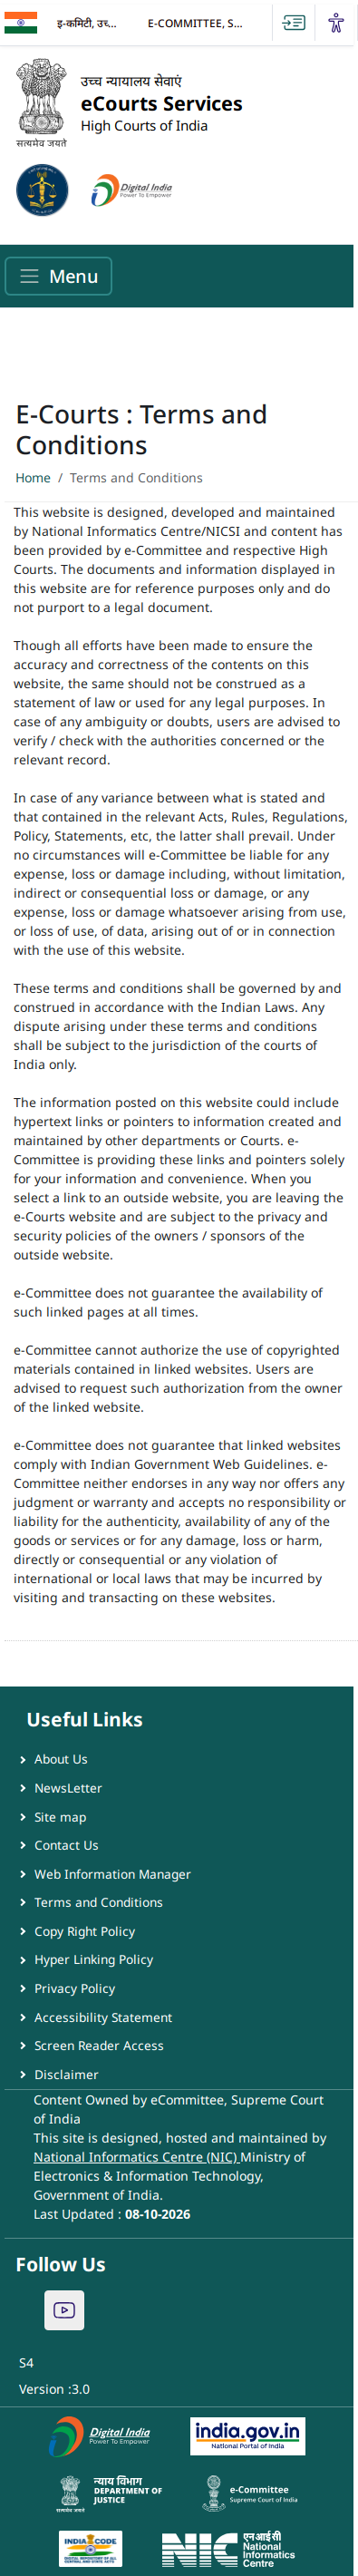 इ-कमिटी, उच्...
E-COMMITTEE, S...
सत्यमेव जयते
उच्च न्यायालय सेवाएं
eCourts Services
High Courts of India
Digital India
Power To Empower
Menu
E-Courts : Terms and
Conditions
Home / Terms and Conditions
This website is designed, developed and maintained
by National Informatics Centre/NICSI and content has
been provided by e-Committee and respective High
Courts. The documents and information displayed in
this website are for reference purposes only and do
not purport to a legal document.
Though all efforts have been made to ensure the
accuracy and correctness of the contents on this
website, the same should not be construed as a
statement of law or used for any legal purposes. In
case of any ambiguity or doubts, users are advised to
verify / check with the authorities concerned or the
relevant record.
In case of any variance between what is stated and
that contained in the relevant Acts, Rules, Regulations,
Policy, Statements, etc, the latter shall prevail. Under
no circumstances will e-Committee be liable for any
expense, loss or damage including, without limitation,
indirect or consequential loss or damage, or any
expense, loss or damage whatsoever arising from use,
or loss of use, of data, arising out of or in connection
with the use of this website.
These terms and conditions shall be governed by and
construed in accordance with the Indian Laws. Any
dispute arising under these terms and conditions
shall be subject to the jurisdiction of the courts of
India only.
The information posted on this website could include
hypertext links or pointers to information created and
maintained by other departments or Courts. e-
Committee is providing these links and pointers solely
for your information and convenience. When you
select a link to an outside website, you are leaving the
e-Courts website and are subject to the privacy and
security policies of the owners / sponsors of the
outside website.
e-Committee does not guarantee the availability of
such linked pages at all times.
e-Committee cannot authorize the use of copyrighted
materials contained in linked websites. Users are
advised to request such authorization from the owner
of the linked website.
e-Committee does not guarantee that linked websites
comply with Indian Government Web Guidelines. e-
Committee neither endorses in any way nor offers any
judgment or warranty and accepts no responsibility or
liability for the authenticity, availability of any of the
goods or services or for any damage, loss or harm,
directly or consequential or any violation of
international or local laws that may be incurred by
visiting and transacting on these websites.
Useful Links
About Us
NewsLetter
Site map
Contact Us
Web Information Manager
Terms and Conditions
Copy Right Policy
Hyper Linking Policy
Privacy Policy
Accessibility Statement
Screen Reader Access
Disclaimer
Content Owned by eCommittee, Supreme Court
of India
This site is designed, hosted and maintained by
National Informatics Centre (NIC) Ministry of
Electronics & Information Technology,
Government of India.
Last Updated : 08-10-2026
Follow Us
S4
Version :3.0
Digital India
Power To Empower
india.gov.in
National Portal of India
सत्यमेव जयते
न्याय विभाग
DEPARTMENT OF
JUSTICE
e-Committee
Supreme Court of India
INDIA CODE
NIC
एनआईसी
National
Informatics
Centre